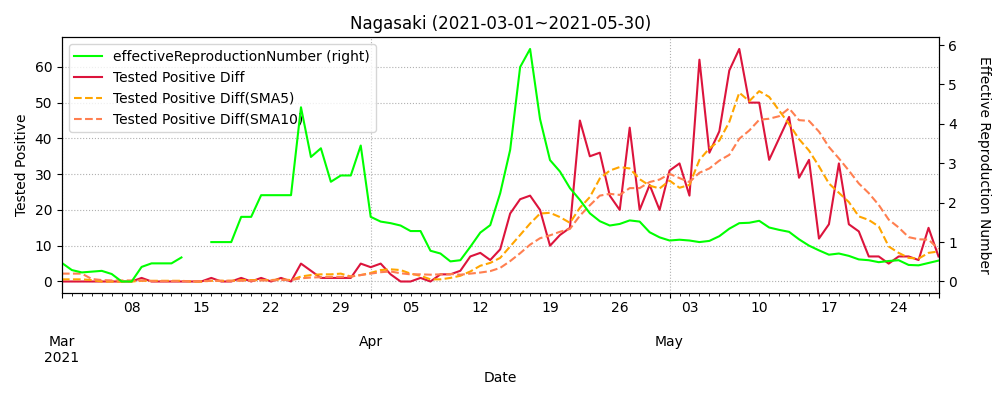 Nagasaki (2021-03-01~2021-05-30)
effectiveReproductionNumber (right)
Tested Positive Diff
Tested Positive Diff(SMA5)
Tested Positive Diff(SMA10)
Tested Positive
60
50
40
30
20
10
0
Effective Reproduction Number
6
5
4
3
2
1
0
08 15 22 29 05 12 19 26 03 10 17 24
Mar Apr May
2021
Date